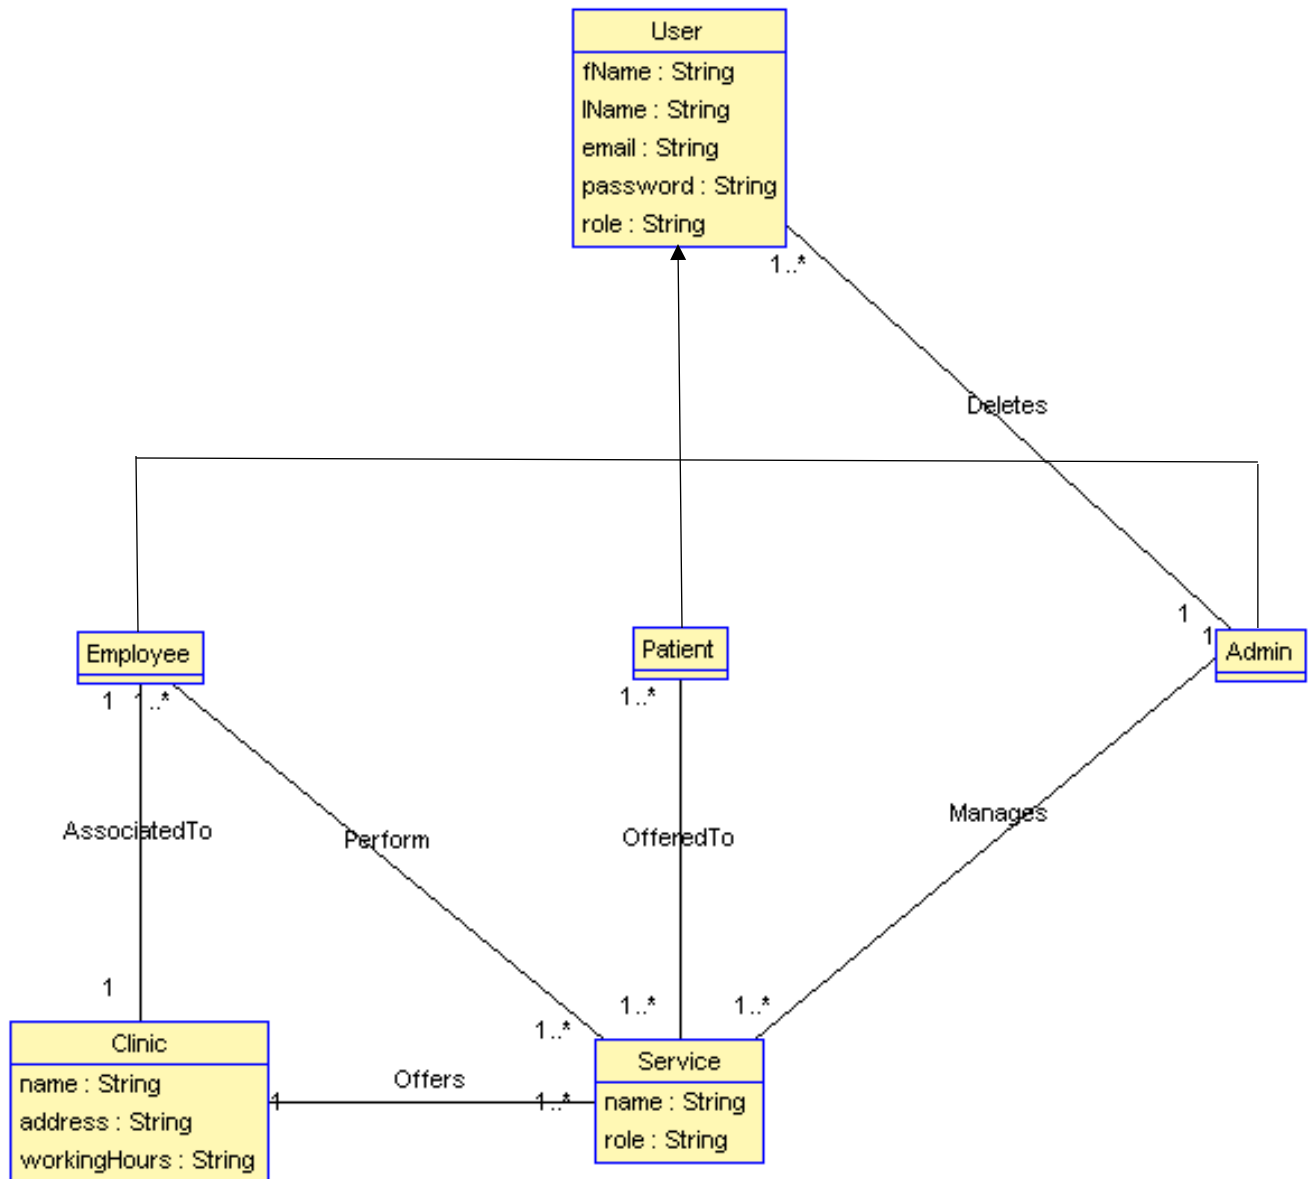 User
fName : String
lName : String
email : String
password : String
role : String
1..*
Deletes
1
1
Employee
Patient
Admin
1
1..*
1..*
AssociatedTo
Perform
OfferedTo
Manages
1
1..*
1..*
1..*
Clinic
name : String
address : String
workingHours : String
Offers
1
1..*
Service
name : String
role : String